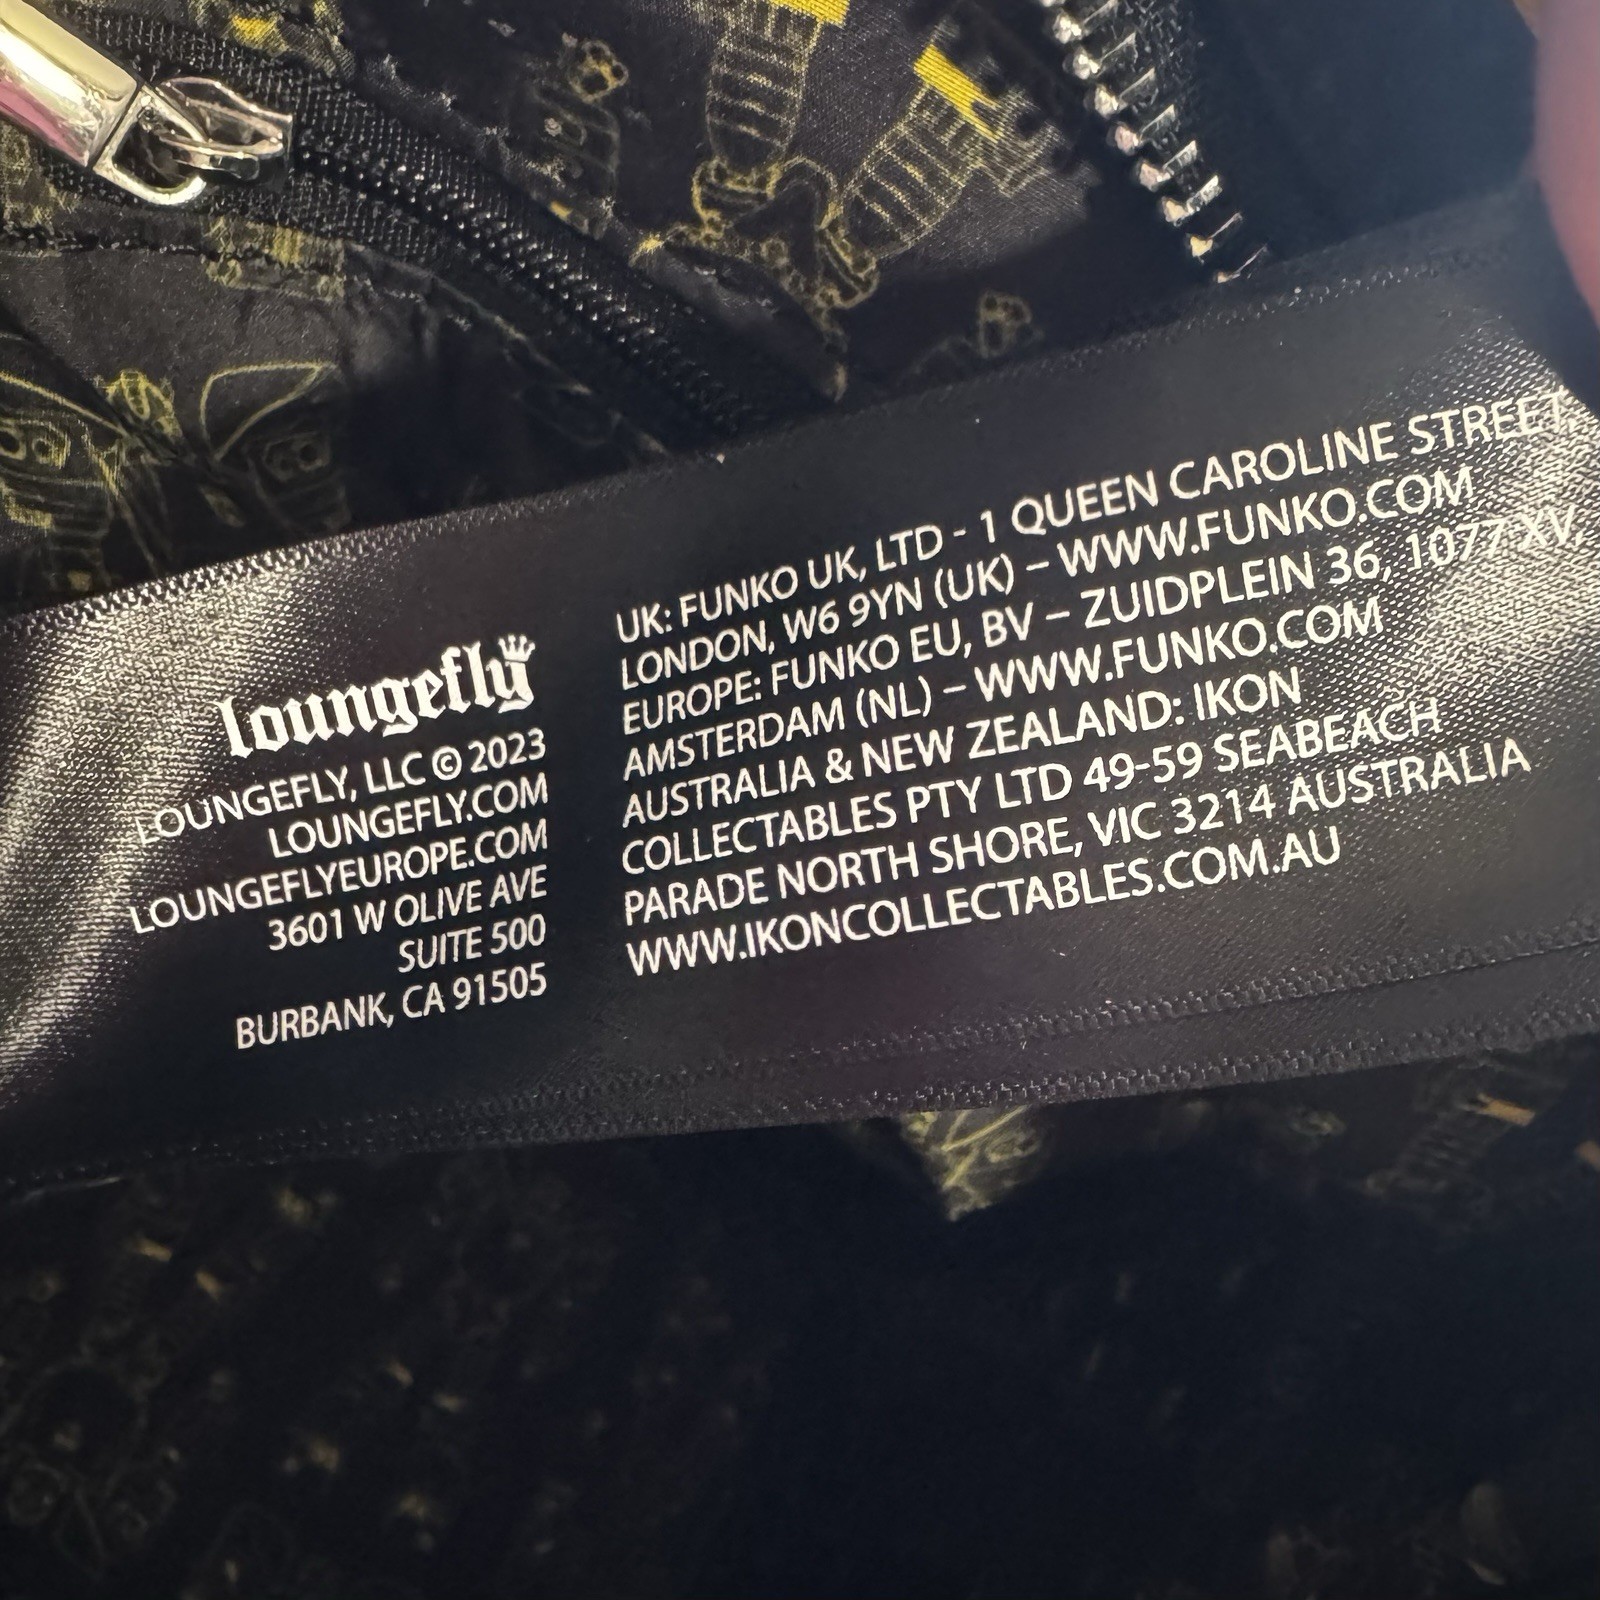 loungefly
LOUNGEFLY, LLC © 2023
LOUNGEFLY.COM
LOUNGEFLYEUROPE.COM
3601 W OLIVE AVE
SUITE 500
BURBANK, CA 91505
UK: FUNKO UK, LTD - 1 QUEEN CAROLINE STREET,
LONDON, W6 9YN (UK) – WWW.FUNKO.COM
EUROPE: FUNKO EU, BV – ZUIDPLEIN 36, 1077 XV,
AMSTERDAM (NL) – WWW.FUNKO.COM
AUSTRALIA & NEW ZEALAND: IKON
COLLECTABLES PTY LTD 49-59 SEABEACH
PARADE NORTH SHORE, VIC 3214 AUSTRALIA
WWW.IKONCOLLECTABLES.COM.AU